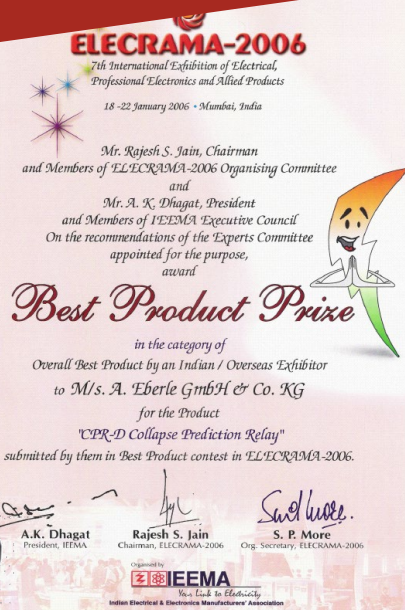 ELECRAMA-2006
7th International Exhibition of Electrical,
Professional Electronics and Allied Products
18 -22 January 2006 • Mumbai, India
Mr. Rajesh S. Jain, Chairman
and Members of ELECRAMA-2006 Organising Committee
and
Mr. A. K. Dhagat, President
and Members of IEEMA Executive Council
On the recommendations of the Experts Committee
appointed for the purpose,
award
Best Product Prize
in the category of
Overall Best Product by an Indian / Overseas Exhibitor
to M/s. A. Eberle GmbH & Co. KG
for the Product
"CPR-D Collapse Prediction Relay"
submitted by them in Best Product contest in ELECRAMA-2006.
A.K. Dhagat Rajesh S. Jain S. P. More
President, IEEMA Chairman, ELECRAMA-2006 Org. Secretary, ELECRAMA-2006
Organised by
IEEMA
Your Link to Electricity
Indian Electrical & Electronics Manufacturers' Association